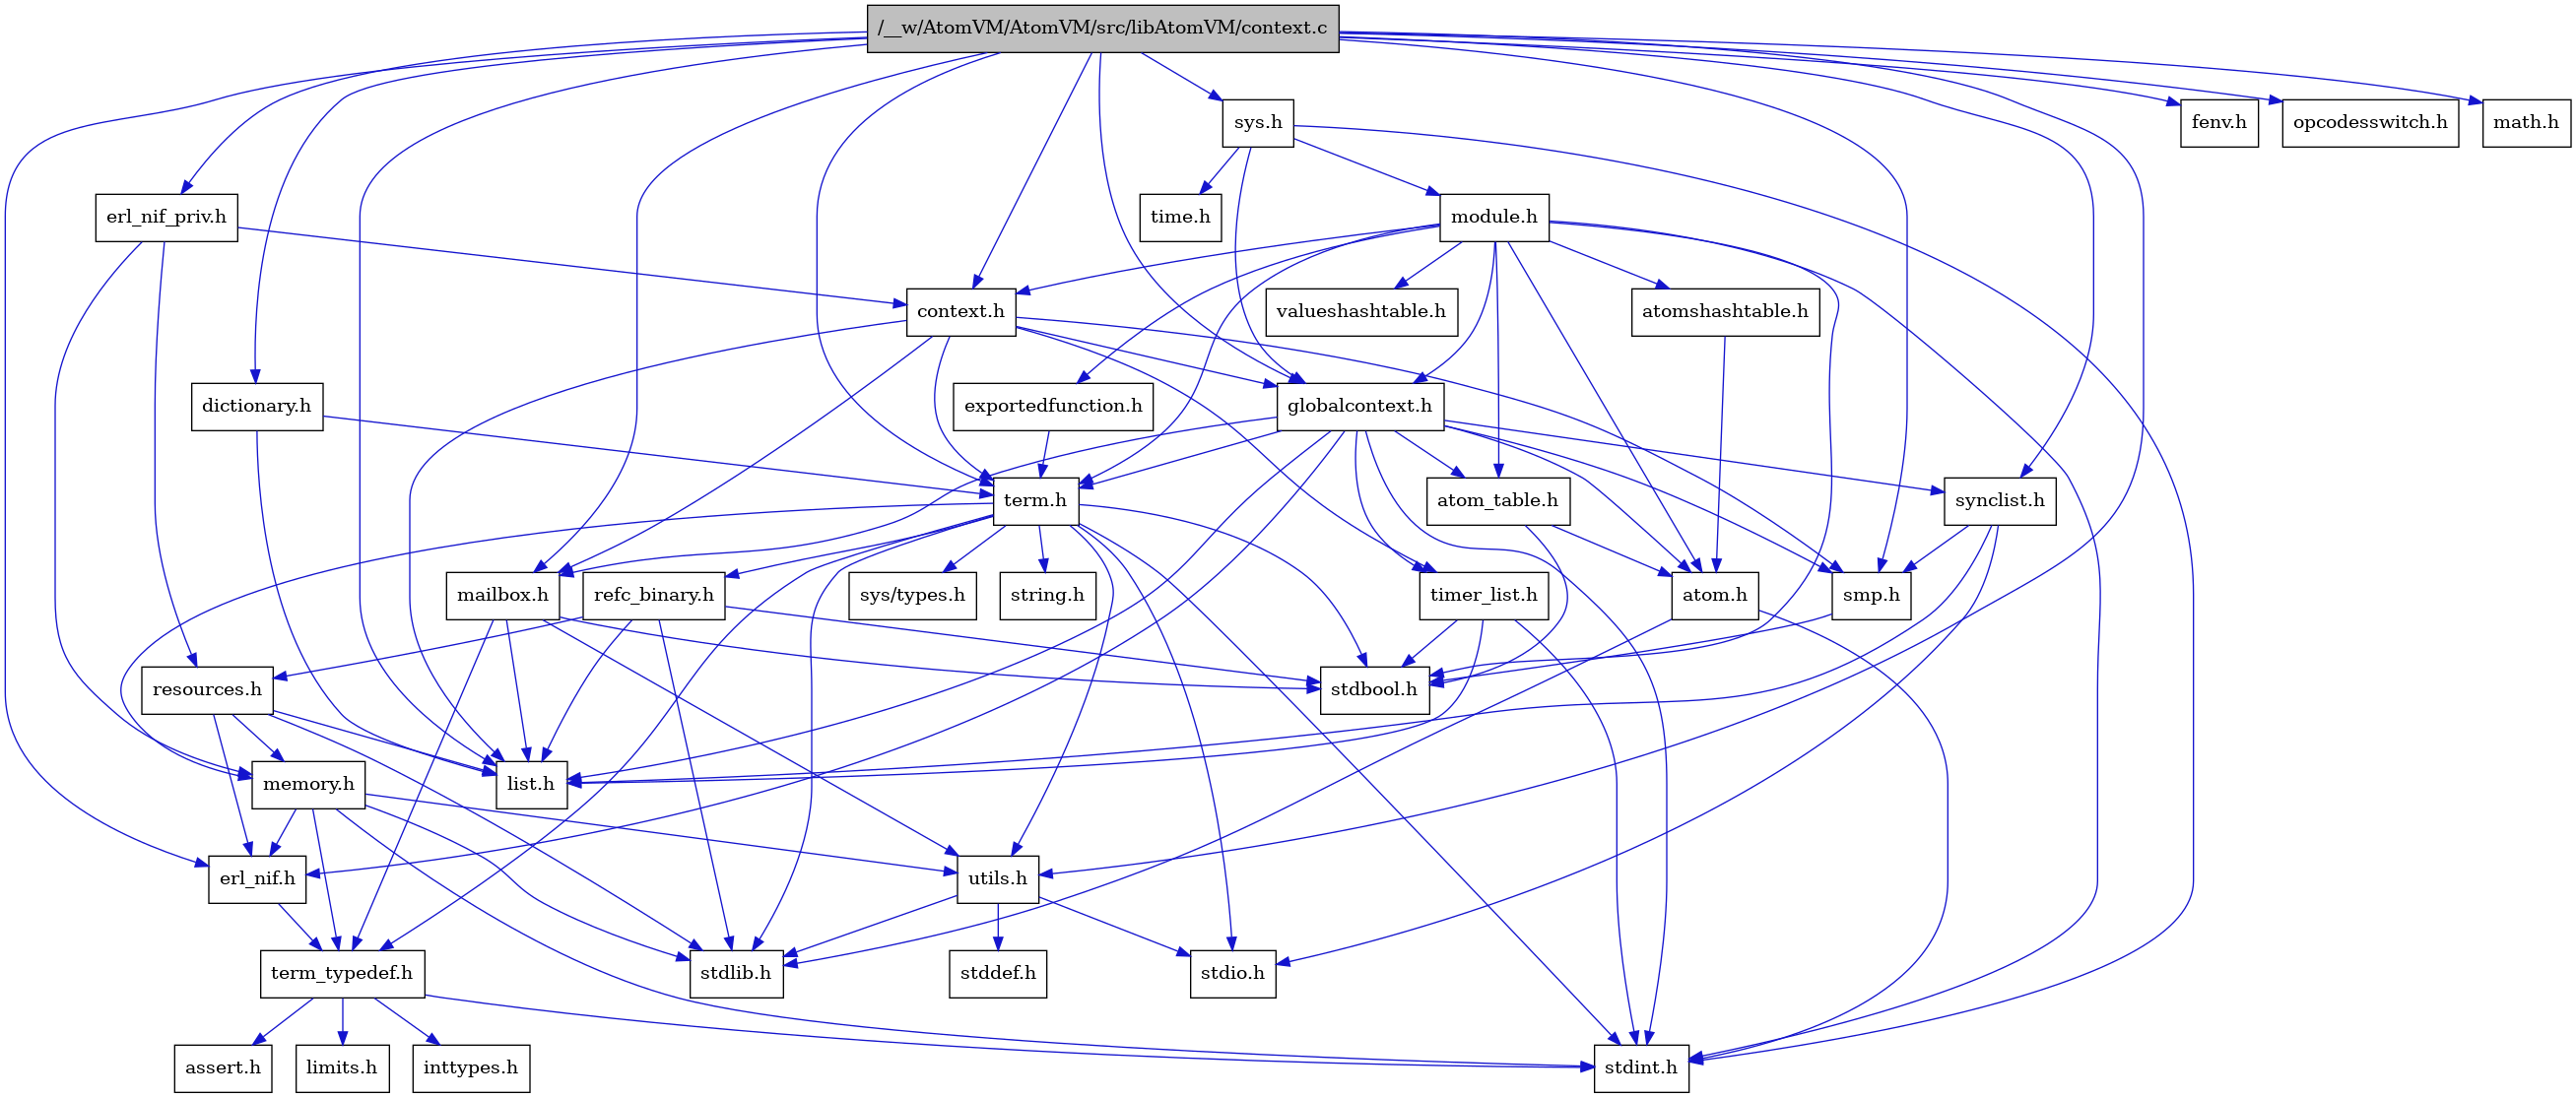 /__w/AtomVM/AtomVM/src/libAtomVM/context.c
sys.h
fenv.h
opcodesswitch.h
math.h
erl_nif_priv.h
time.h
module.h
context.h
valueshashtable.h
atomshashtable.h
dictionary.h
exportedfunction.h
globalcontext.h
term.h
atom_table.h
synclist.h
mailbox.h
refc_binary.h
sys/types.h
string.h
timer_list.h
atom.h
smp.h
resources.h
stdbool.h
memory.h
list.h
erl_nif.h
utils.h
term_typedef.h
stdlib.h
stddef.h
stdio.h
assert.h
limits.h
inttypes.h
stdint.h